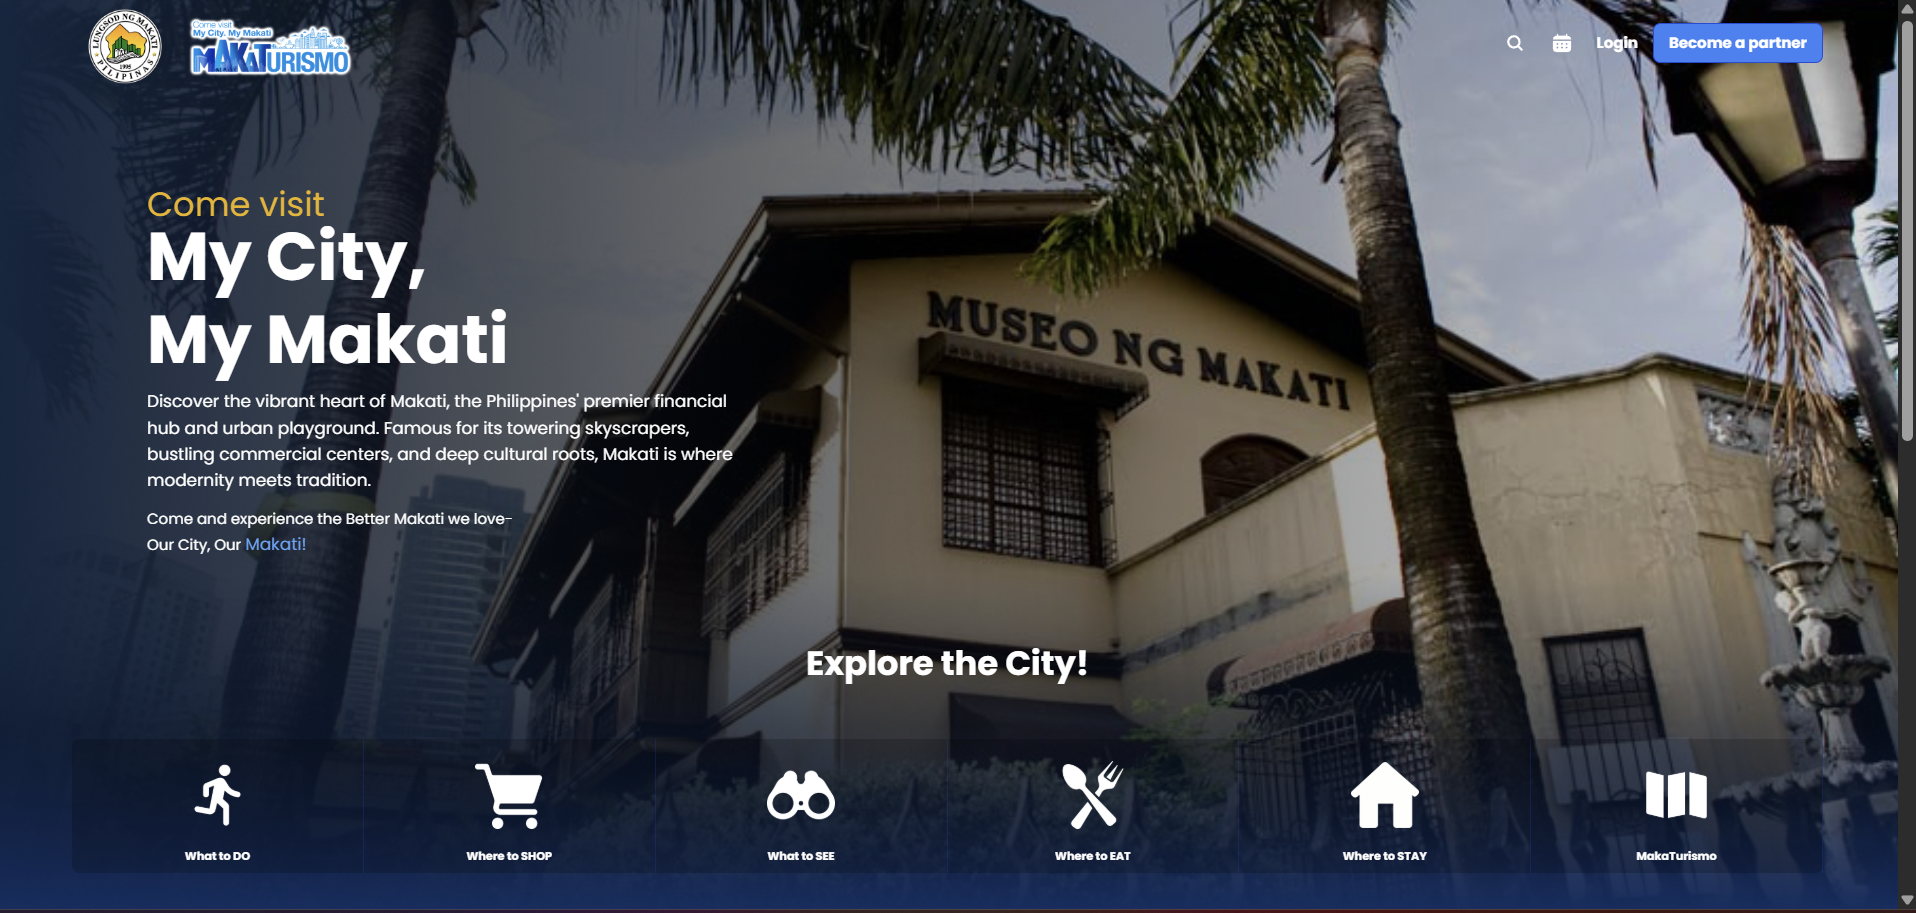 LUNGSOD NG MAKATI
1995
PILIPINAS
Come visit
My City. My Makati
MAKATURISMO
Login
Become a partner
Come visit
My City,
My Makati
MUSEO NG MAKATI
Discover the vibrant heart of Makati, the Philippines' premier financial
hub and urban playground. Famous for its towering skyscrapers,
bustling commercial centers, and deep cultural roots, Makati is where
modernity meets tradition.
Come and experience the Better Makati we love-
Our City, Our Makati!
Explore the City!
What to DO
Where to SHOP
What to SEE
Where to EAT
Where to STAY
MakaTurismo